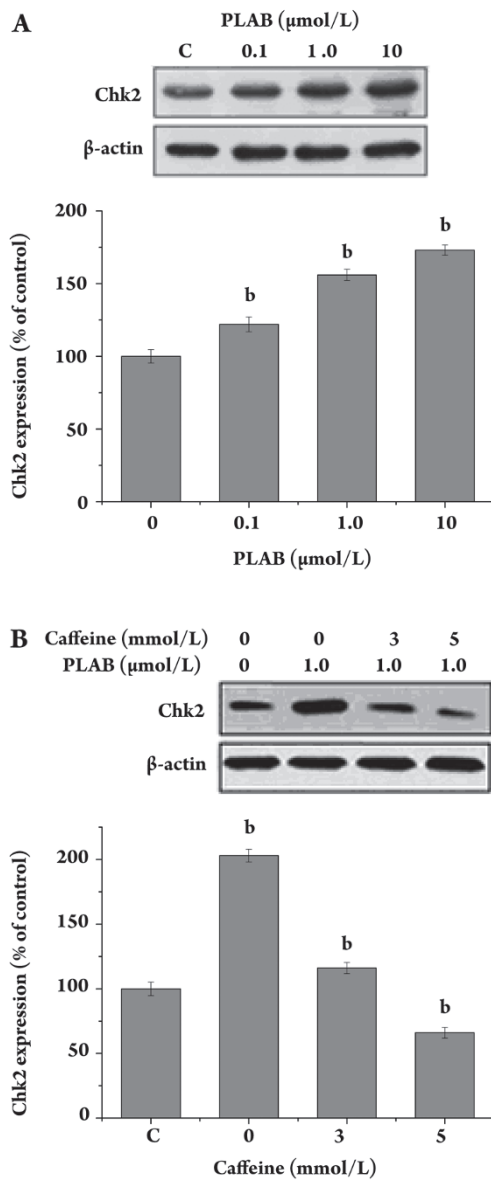 A
PLAB (µmol/L)
C 0.1 1.0 10
Chk2
β-actin
Chk2 expression (% of control)
200
150
100
50
0
b
b
b
0 0.1 1.0 10
PLAB (µmol/L)
B
Caffeine (mmol/L) 0 0 3 5
PLAB (µmol/L) 0 1.0 1.0 1.0
Chk2
β-actin
Chk2 expression (% of control)
200
150
100
50
0
b
b
b
C 0 3 5
Caffeine (mmol/L)